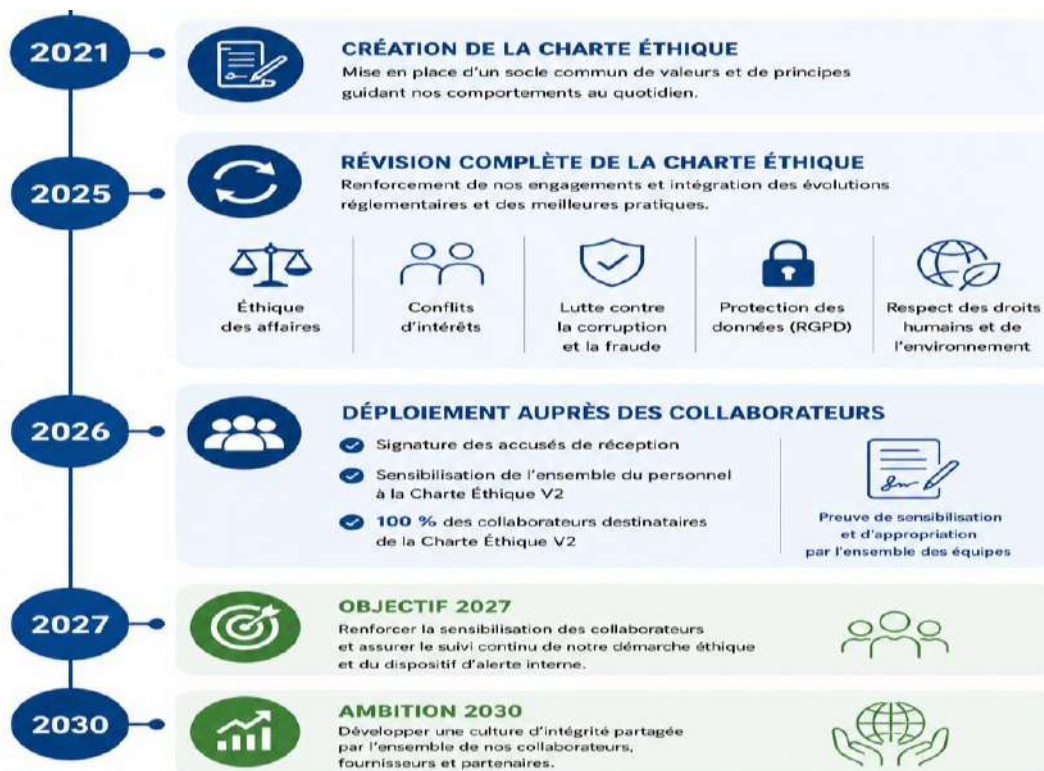 2021
CRÉATION DE LA CHARTE ÉTHIQUE
Mise en place d'un socle commun de valeurs et de principes
guidant nos comportements au quotidien.
2025
RÉVISION COMPLÈTE DE LA CHARTE ÉTHIQUE
Renforcement de nos engagements et intégration des évolutions
réglementaires et des meilleures pratiques.
Éthique
des affaires
Conflits
d'intérêts
Lutte contre
la corruption
et la fraude
Protection des
données (RGPD)
Respect des droits
humains et de
l'environnement
2026
DÉPLOIEMENT AUPRÈS DES COLLABORATEURS
Signature des accusés de réception
Sensibilisation de l'ensemble du personnel
à la Charte Éthique V2
100 % des collaborateurs destinataires
de la Charte Éthique V2
Preuve de sensibilisation
et d'appropriation
par l'ensemble des équipes
2027
OBJECTIF 2027
Renforcer la sensibilisation des collaborateurs
et assurer le suivi continu de notre démarche éthique
et du dispositif d'alerte interne.
2030
AMBITION 2030
Développer une culture d'intégrité partagée
par l'ensemble de nos collaborateurs,
fournisseurs et partenaires.